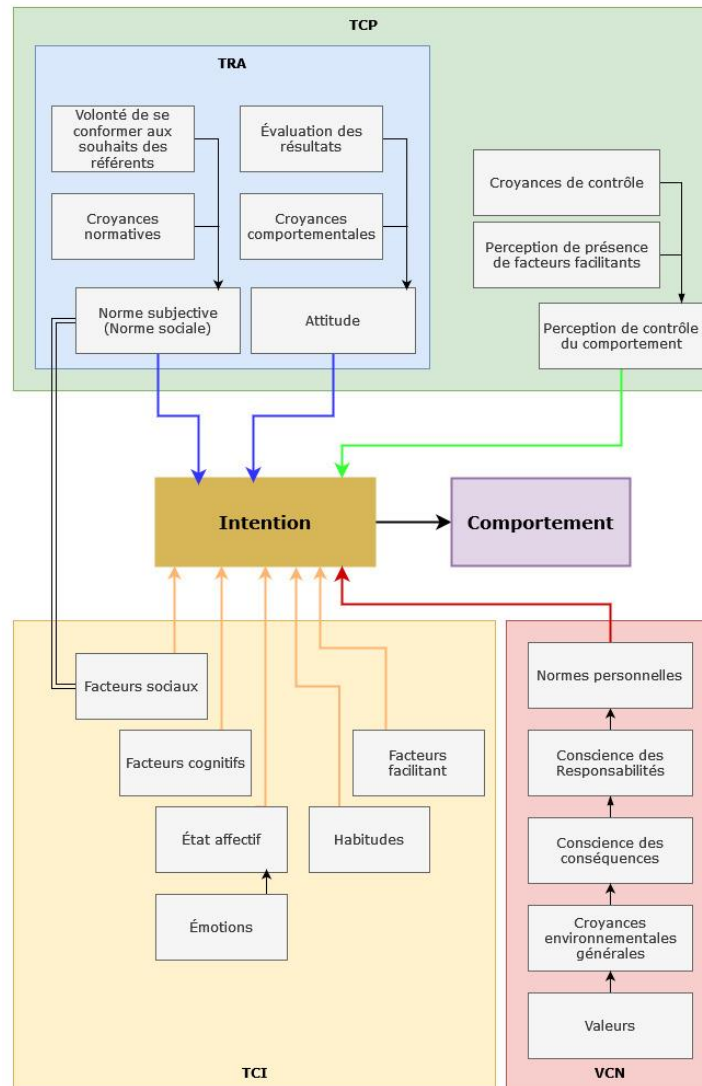 TCP
TRA
Volonté de se
conformer aux
souhaits des
référents
Évaluation des
résultats
Croyances
normatives
Croyances
comportementales
Norme subjective
(Norme sociale)
Attitude
Croyances de contrôle
Perception de présence
de facteurs facilitants
Perception de contrôle
du comportement
Intention
Comportement
Facteurs sociaux
Facteurs cognitifs
Facteurs
facilitant
État affectif
Habitudes
Émotions
TCI
Normes personnelles
Conscience des
Responsabilités
Conscience des
conséquences
Croyances
environnementales
générales
Valeurs
VCN